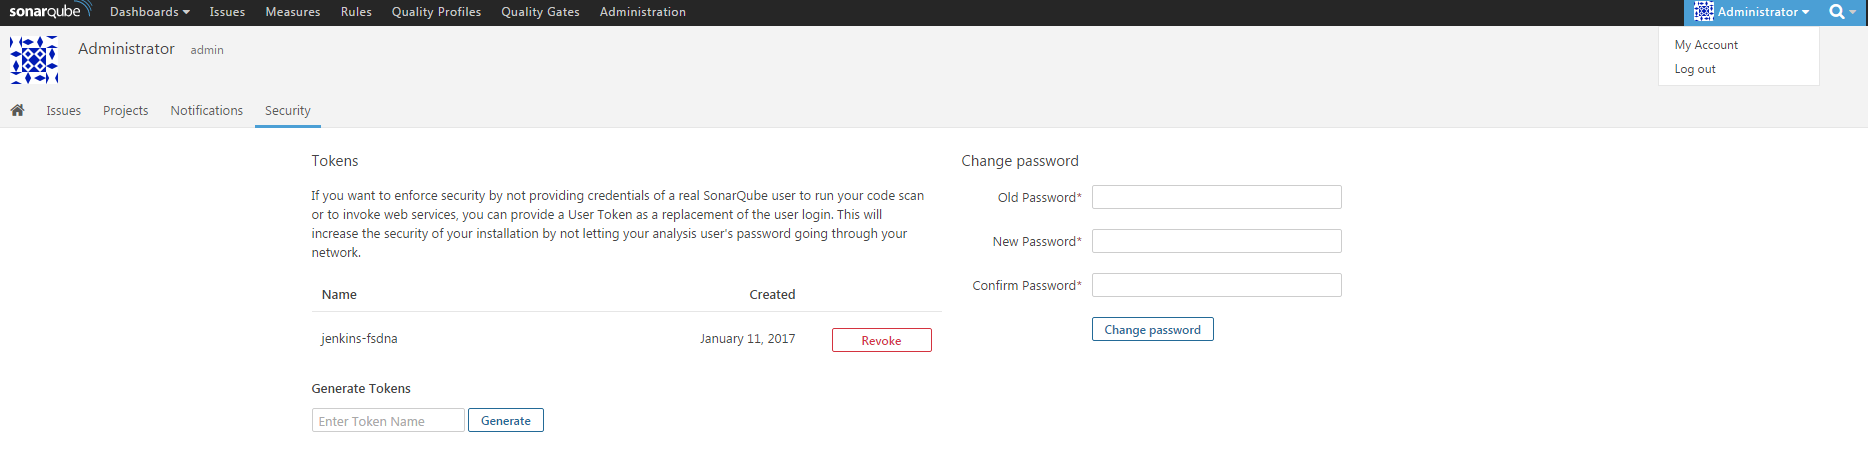 sonarqube Dashboards Issues Measures Rules Quality Profiles Quality Gates Administration Administrator
My Account
Log out
Administrator admin
Issues Projects Notifications Security
Tokens
If you want to enforce security by not providing credentials of a real SonarQube user to run your code scan
or to invoke web services, you can provide a User Token as a replacement of the user login. This will
increase the security of your installation by not letting your analysis user's password going through your
network.
Name Created
jenkins-fsdna January 11, 2017 Revoke
Generate Tokens
Enter Token Name Generate
Change password
Old Password*
New Password*
Confirm Password*
Change password